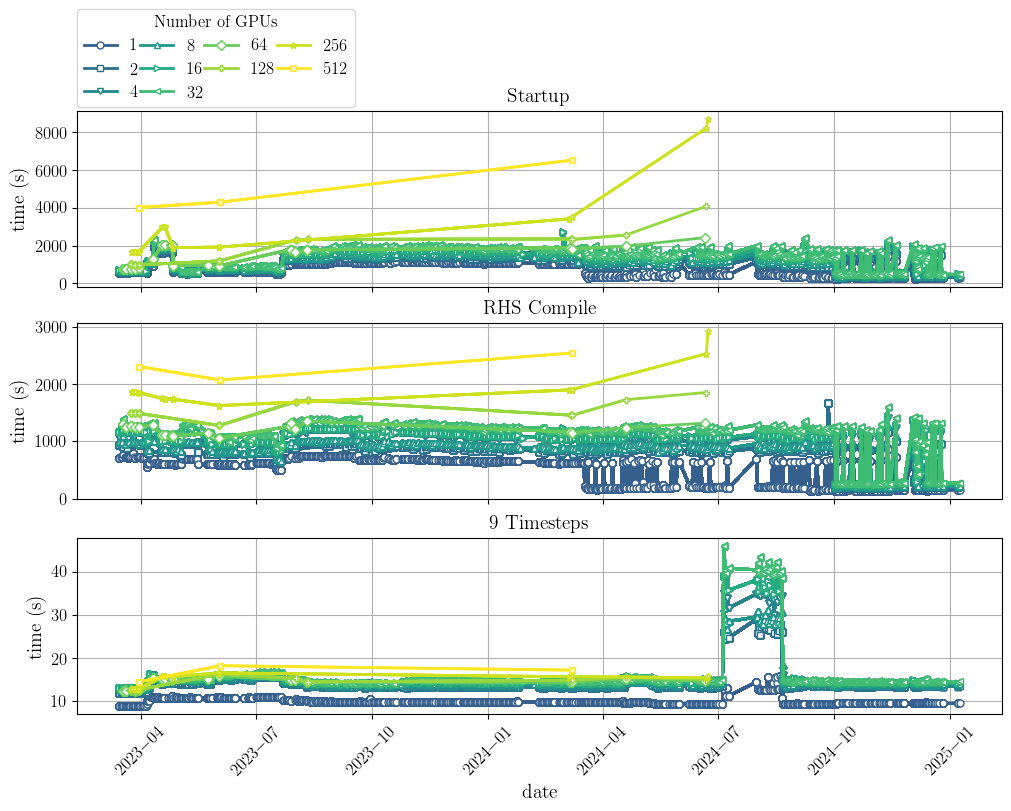 Number of GPUs
1 8 64 256
2 16 128 512
4 32
Startup
8000
6000
4000
2000
0
time (s)
RHS Compile
3000
2000
1000
0
time (s)
9 Timesteps
40
30
20
10
time (s)
2023−04 2023−07 2023−10 2024−01 2024−04 2024−07 2024−10 2025−01
date